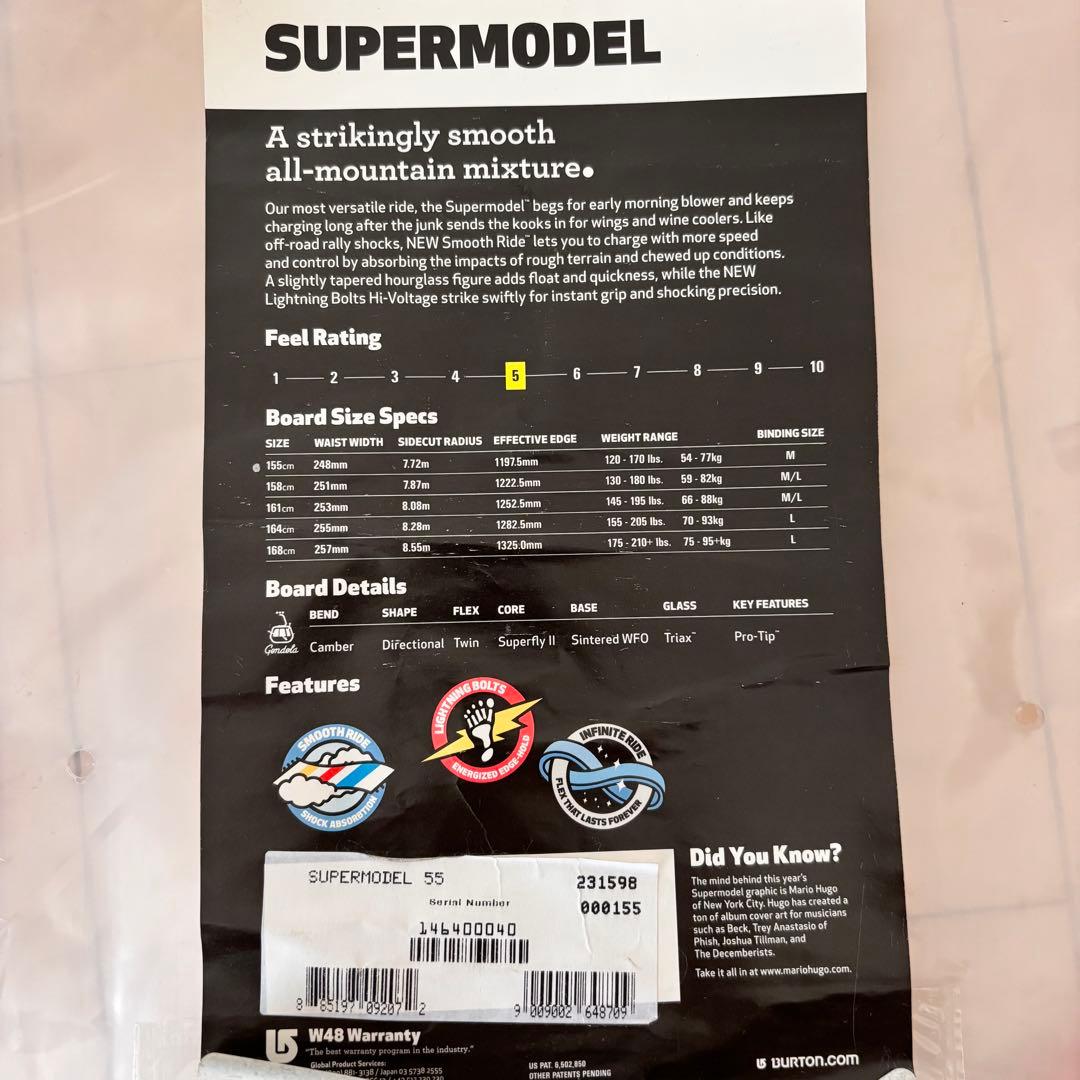 SUPERMODEL
A strikingly smooth
all-mountain mixture.
Our most versatile ride, the Supermodel™ begs for early morning blower and keeps
charging long after the junk sends the kooks in for wings and wine coolers. Like
off-road rally shocks, NEW Smooth Ride™ lets you to charge with more speed
and control by absorbing the impacts of rough terrain and chewed up conditions.
A slightly tapered hourglass figure adds float and quickness, while the NEW
Lightning Bolts Hi-Voltage strike swiftly for instant grip and shocking precision.
Feel Rating
1 2 3 4 5 6 7 8 9 10
Board Size Specs
SIZE WAIST WIDTH SIDECUT RADIUS EFFECTIVE EDGE WEIGHT RANGE BINDING SIZE
155cm 248mm 7.72m 1197.5mm 120 - 170 lbs. 54 - 77kg M
158cm 251mm 7.87m 1222.5mm 130 - 180 lbs. 59 - 82kg M/L
161cm 253mm 8.08m 1252.5mm 145 - 195 lbs. 66 - 88kg M/L
164cm 255mm 8.28m 1282.5mm 155 - 205 lbs. 70 - 93kg L
168cm 257mm 8.55m 1325.0mm 175 - 210+ lbs. 75 - 95+kg L
Board Details
BEND SHAPE FLEX CORE BASE GLASS KEY FEATURES
Gondola Camber Directional Twin Superfly II Sintered WFO Triax™ Pro-Tip™
Features
SMOOTH RIDE
SHOCK ABSORBTION
LIGHTNING BOLTS
ENERGIZED EDGE-HOLD
INFINITE RIDE
FLEX THAT LASTS FOREVER
SUPERMODEL 55 231598
Serial Number 000155
146400040
8 85197 09207 2
9 009002 648709
Did You Know?
The mind behind this year's
Supermodel graphic is Mario Hugo
of New York City. Hugo has created a
ton of album cover art for musicians
such as Beck, Trey Anastasio of
Phish, Joshua Tillman, and
The Decemberists.
Take it all in at www.mariohugo.com.
W48 Warranty
"The best warranty program in the industry."
Global Product Services:
881-3138 / Japan 03 5738 2555
US PAT. 6,502,850
OTHER PATENTS PENDING
BURTON.COM